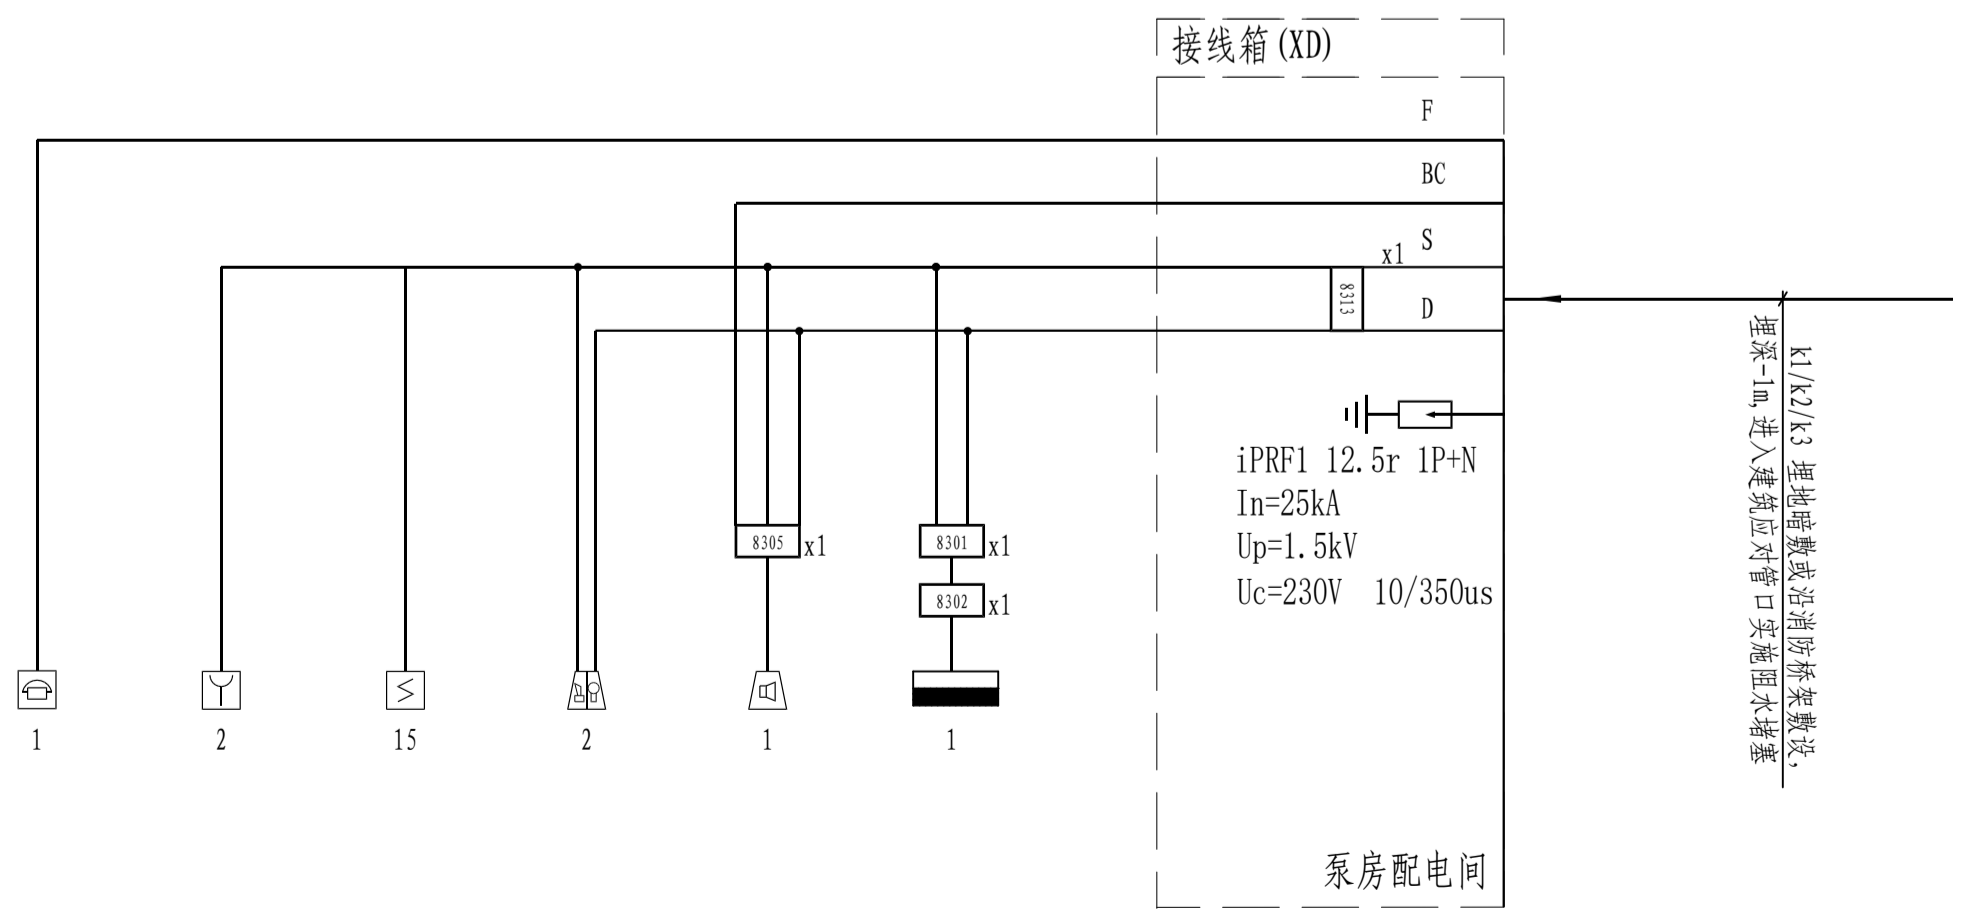 接线箱(XD)
F
BC
S
x1
8313
D
iPRF1 12.5r 1P+N
In=25kA
Up=1.5kV
Uc=230V 10/350us
8305
x1
8301
x1
8302
x1
1
2
15
2
1
1
泵房配电间
k1/k2/k3 埋地暗敷或沿消防桥架敷设,
埋深-1m,进入建筑应对管口实施阻水堵塞